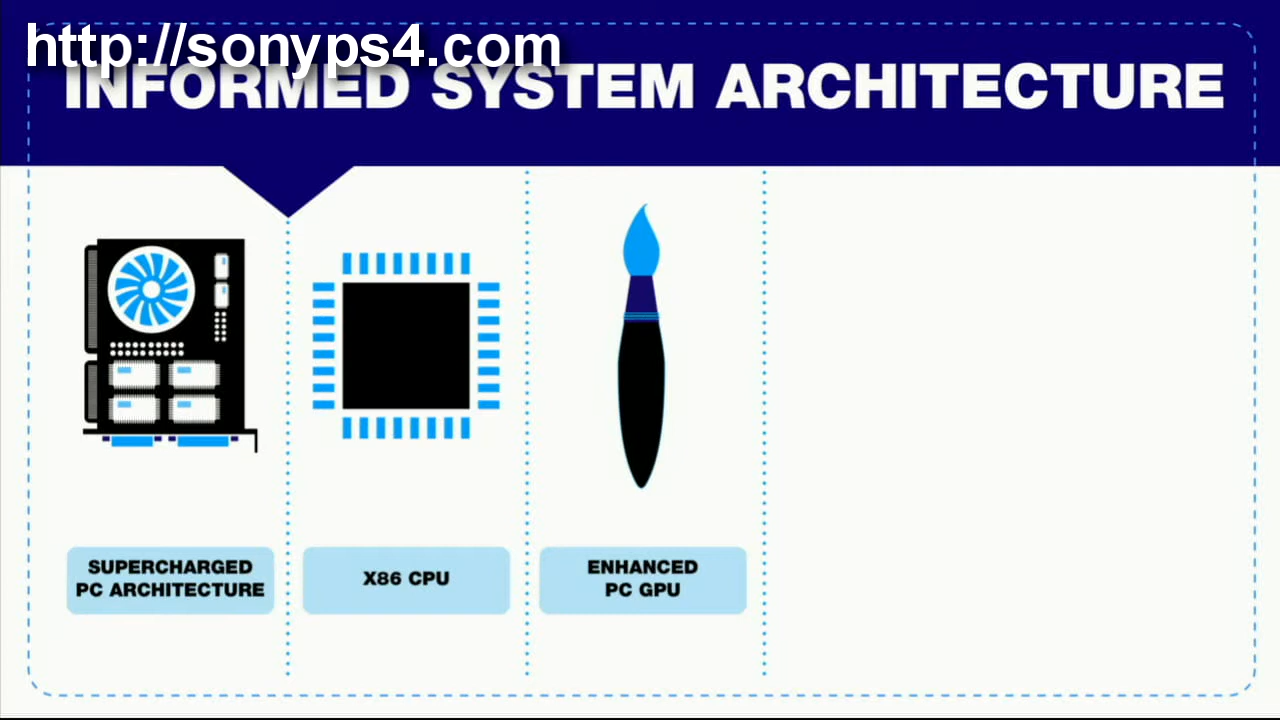 http://sonyps4.com
INFORMED SYSTEM ARCHITECTURE
SUPERCHARGED
PC ARCHITECTURE
X86 CPU
ENHANCED
PC GPU